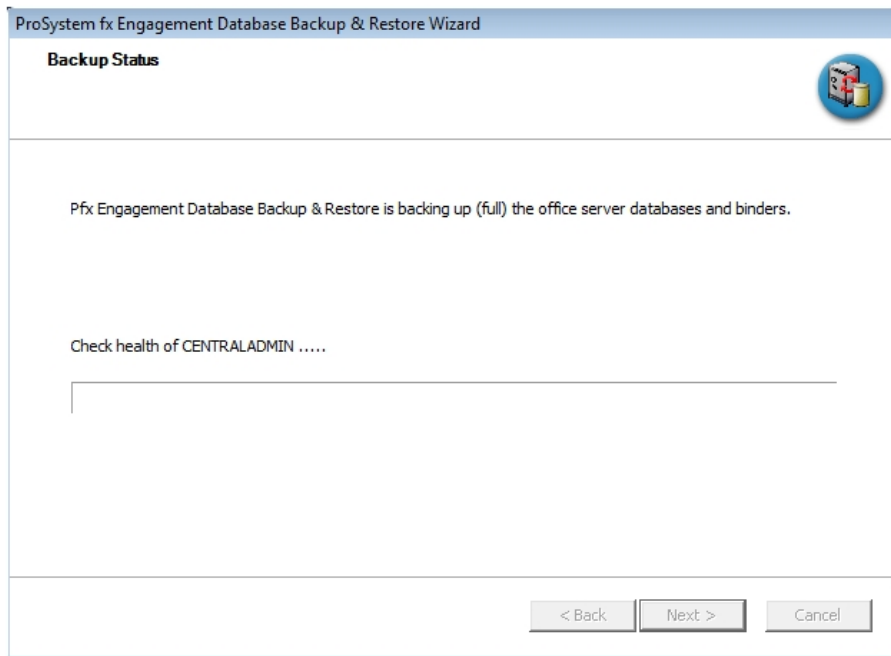 ProSystem fx Engagement Database Backup & Restore Wizard
Backup Status
Pfx Engagement Database Backup & Restore is backing up (full) the office server databases and binders.
Check health of CENTRALADMIN .....
< Back Next > Cancel